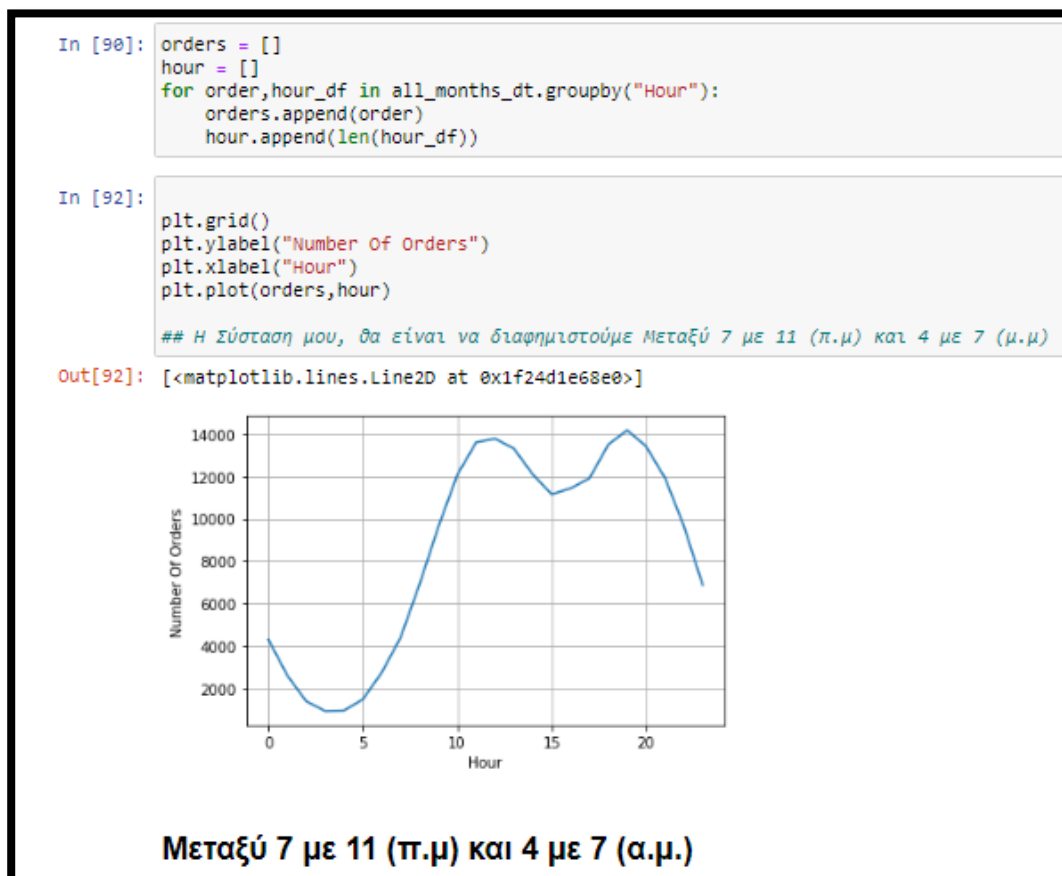 In [90]: orders = []
hour = []
for order,hour_df in all_months_dt.groupby("Hour"):
    orders.append(order)
    hour.append(len(hour_df))
In [92]:
plt.grid()
plt.ylabel("Number Of Orders")
plt.xlabel("Hour")
plt.plot(orders,hour)
## Η Σύσταση μου, θα είναι να διαφημιστούμε Μεταξύ 7 με 11 (π.μ) και 4 με 7 (μ.μ)
Out[92]: [<matplotlib.lines.Line2D at 0x1f24d1e68e0>]
14000
12000
10000
8000
6000
4000
2000
Number Of Orders
0 5 10 15 20
Hour
Μεταξύ 7 με 11 (π.μ) και 4 με 7 (α.μ.)